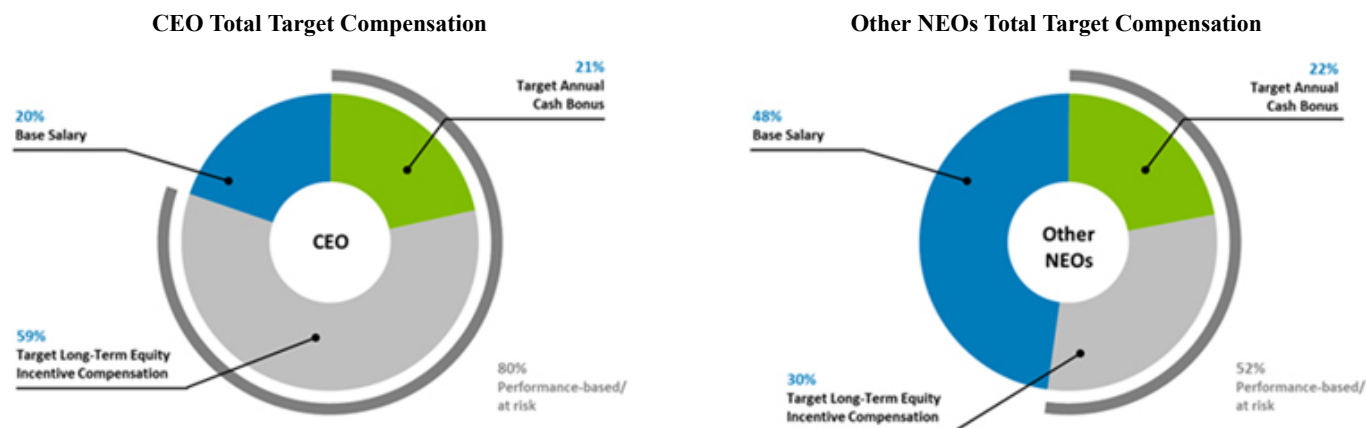 CEO Total Target Compensation
21%
Target Annual
Cash Bonus
20%
Base Salary
CEO
59%
Target Long-Term Equity
Incentive Compensation
80%
Performance-based/
at risk
Other NEOs Total Target Compensation
22%
Target Annual
Cash Bonus
48%
Base Salary
Other
NEOs
30%
Target Long-Term Equity
Incentive Compensation
52%
Performance-based/
at risk